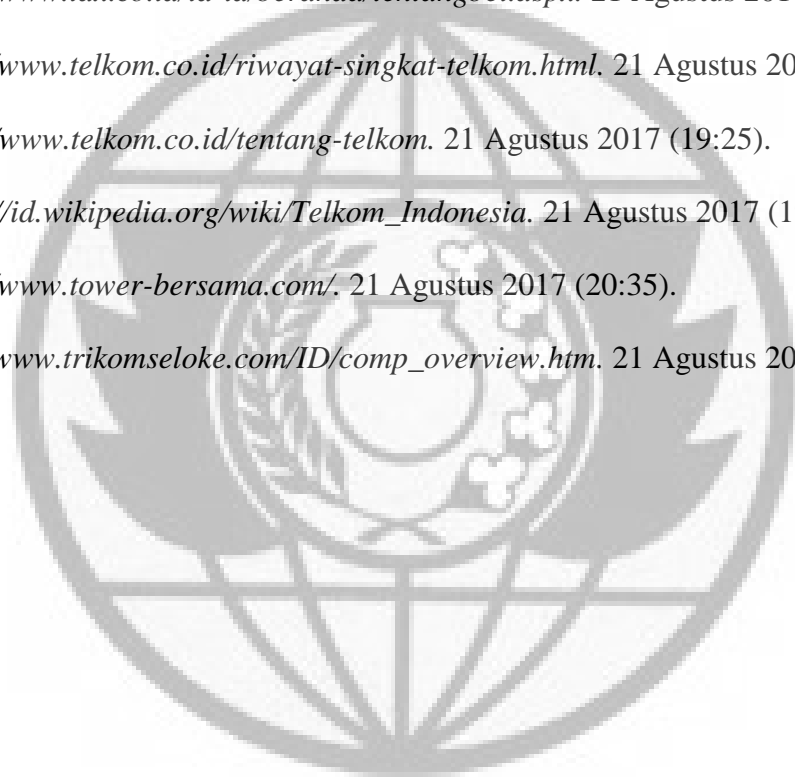 /www.telkom.co.id/riwayat-singkat-telkom.html. 21 Agustus 20
/www.telkom.co.id/tentang-telkom. 21 Agustus 2017 (19:25).
//id.wikipedia.org/wiki/Telkom_Indonesia. 21 Agustus 2017 (1
/www.tower-bersama.com/. 21 Agustus 2017 (20:35).
www.trikomseloke.com/ID/comp_overview.htm. 21 Agustus 20